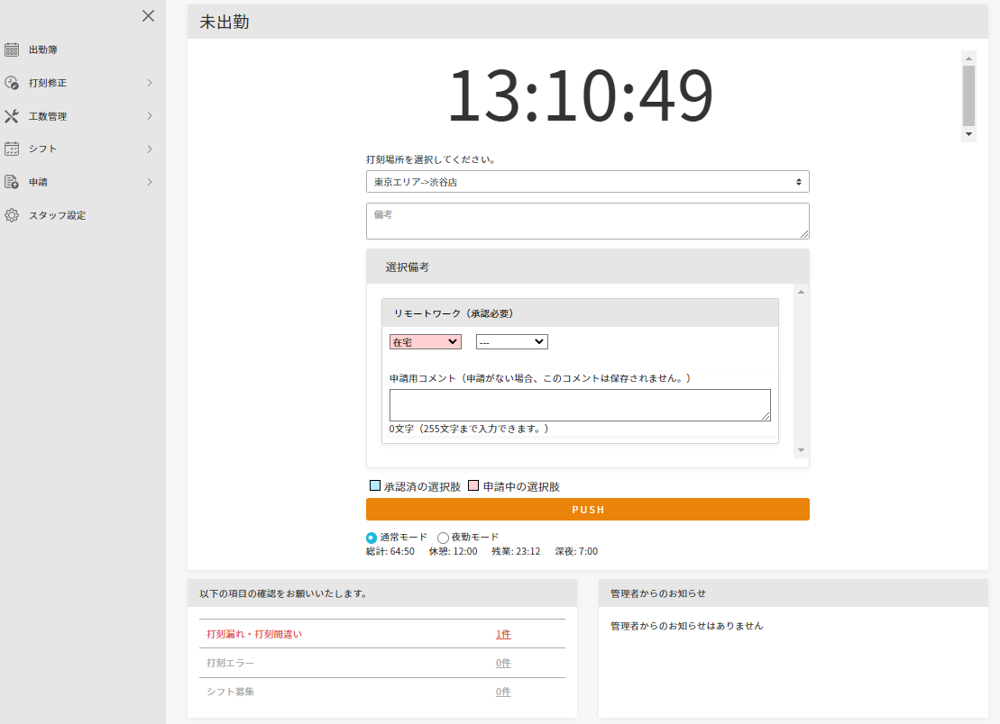 出勤簿
打刻修正
工数管理
シフト
申請
スタッフ設定
未出勤
13:10:49
打刻場所を選択してください。
東京エリア->渋谷店
備考
選択備考
リモートワーク（承認必要）
在宅 ---
申請用コメント（申請がない場合、このコメントは保存されません。）
0文字（255文字まで入力できます。）
承認済の選択肢 申請中の選択肢
PUSH
通常モード 夜勤モード
総計: 64:50 休憩: 12:00 残業: 23:12 深夜: 7:00
以下の項目の確認をお願いいたします。
打刻漏れ・打刻間違い 1件
打刻エラー 0件
シフト募集 0件
管理者からのお知らせ
管理者からのお知らせはありません